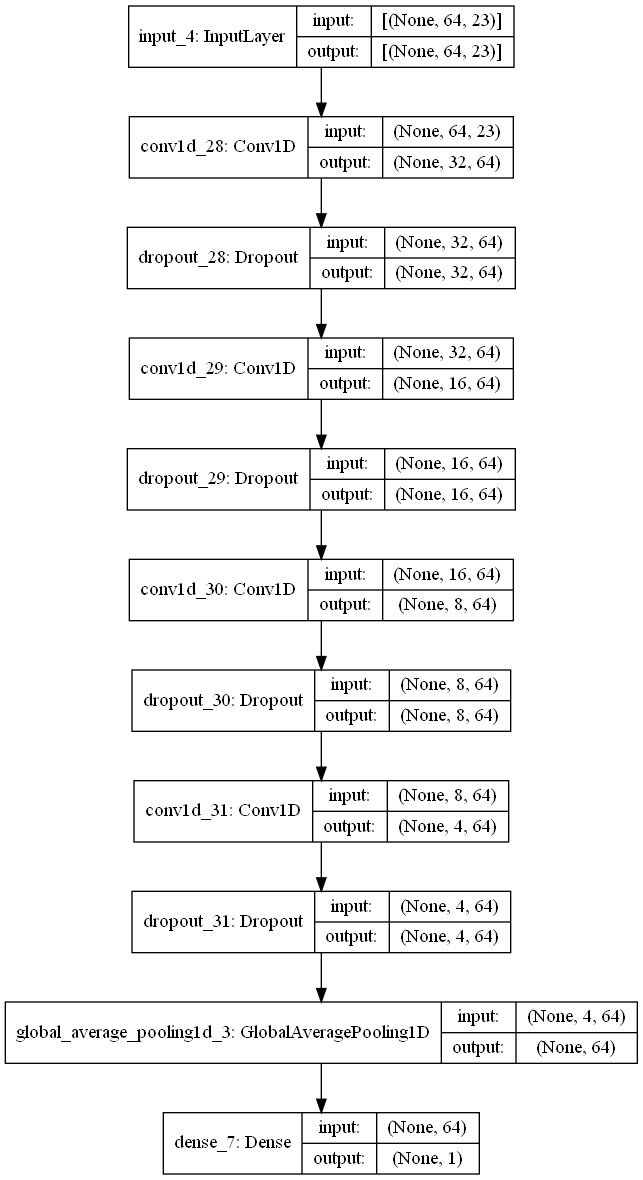 input_4: InputLayer
input: [(None, 64, 23)]
output: [(None, 64, 23)]
conv1d_28: Conv1D
input: (None, 64, 23)
output: (None, 32, 64)
dropout_28: Dropout
input: (None, 32, 64)
output: (None, 32, 64)
conv1d_29: Conv1D
input: (None, 32, 64)
output: (None, 16, 64)
dropout_29: Dropout
input: (None, 16, 64)
output: (None, 16, 64)
conv1d_30: Conv1D
input: (None, 16, 64)
output: (None, 8, 64)
dropout_30: Dropout
input: (None, 8, 64)
output: (None, 8, 64)
conv1d_31: Conv1D
input: (None, 8, 64)
output: (None, 4, 64)
dropout_31: Dropout
input: (None, 4, 64)
output: (None, 4, 64)
global_average_pooling1d_3: GlobalAveragePooling1D
input: (None, 4, 64)
output: (None, 64)
dense_7: Dense
input: (None, 64)
output: (None, 1)